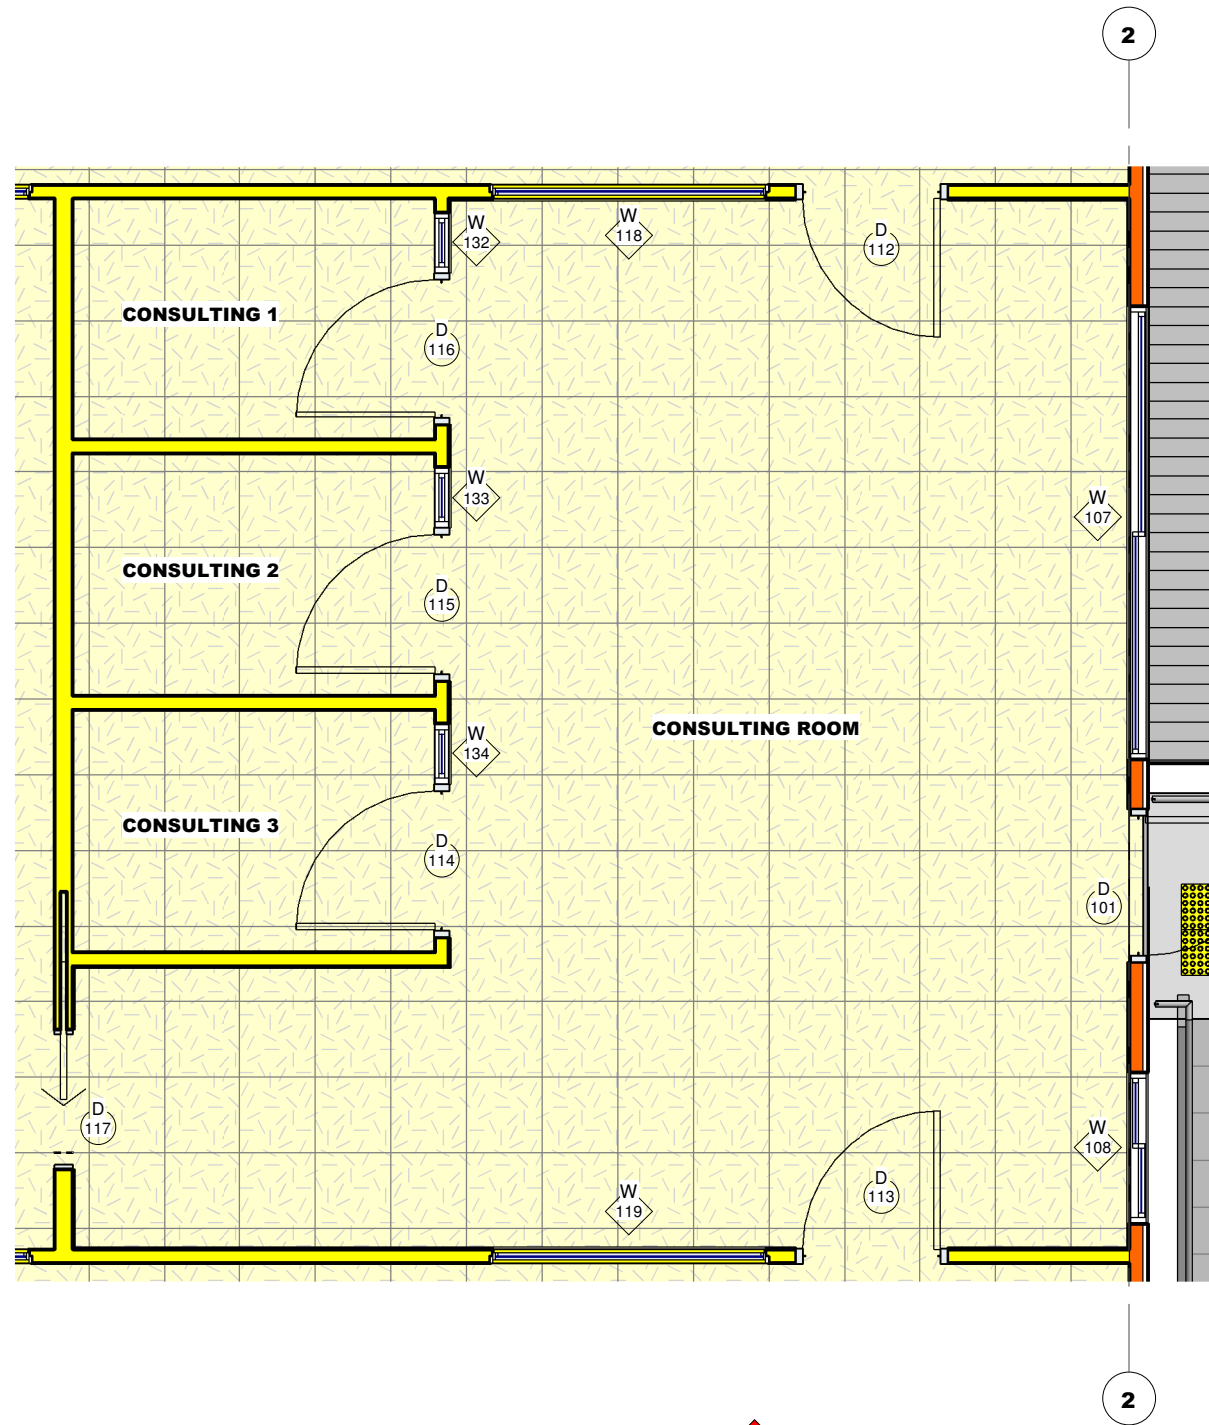 2
W
132
W
118
D
112
CONSULTING 1
D
116
W
133
W
107
CONSULTING 2
D
115
CONSULTING ROOM
W
134
CONSULTING 3
D
114
D
101
D
117
W
108
D
113
W
119
2